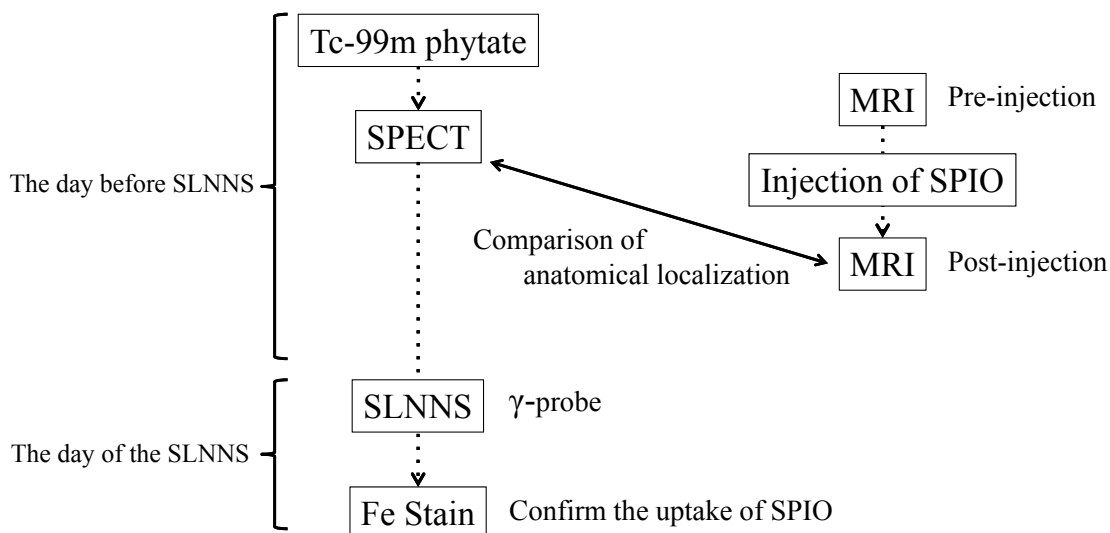 Tc-99m phytate
MRI
Pre-injection
SPECT
The day before SLNNS
Injection of SPIO
Comparison of
anatomical localization
MRI
Post-injection
SLNNS
γ-probe
The day of the SLNNS
Fe Stain
Confirm the uptake of SPIO